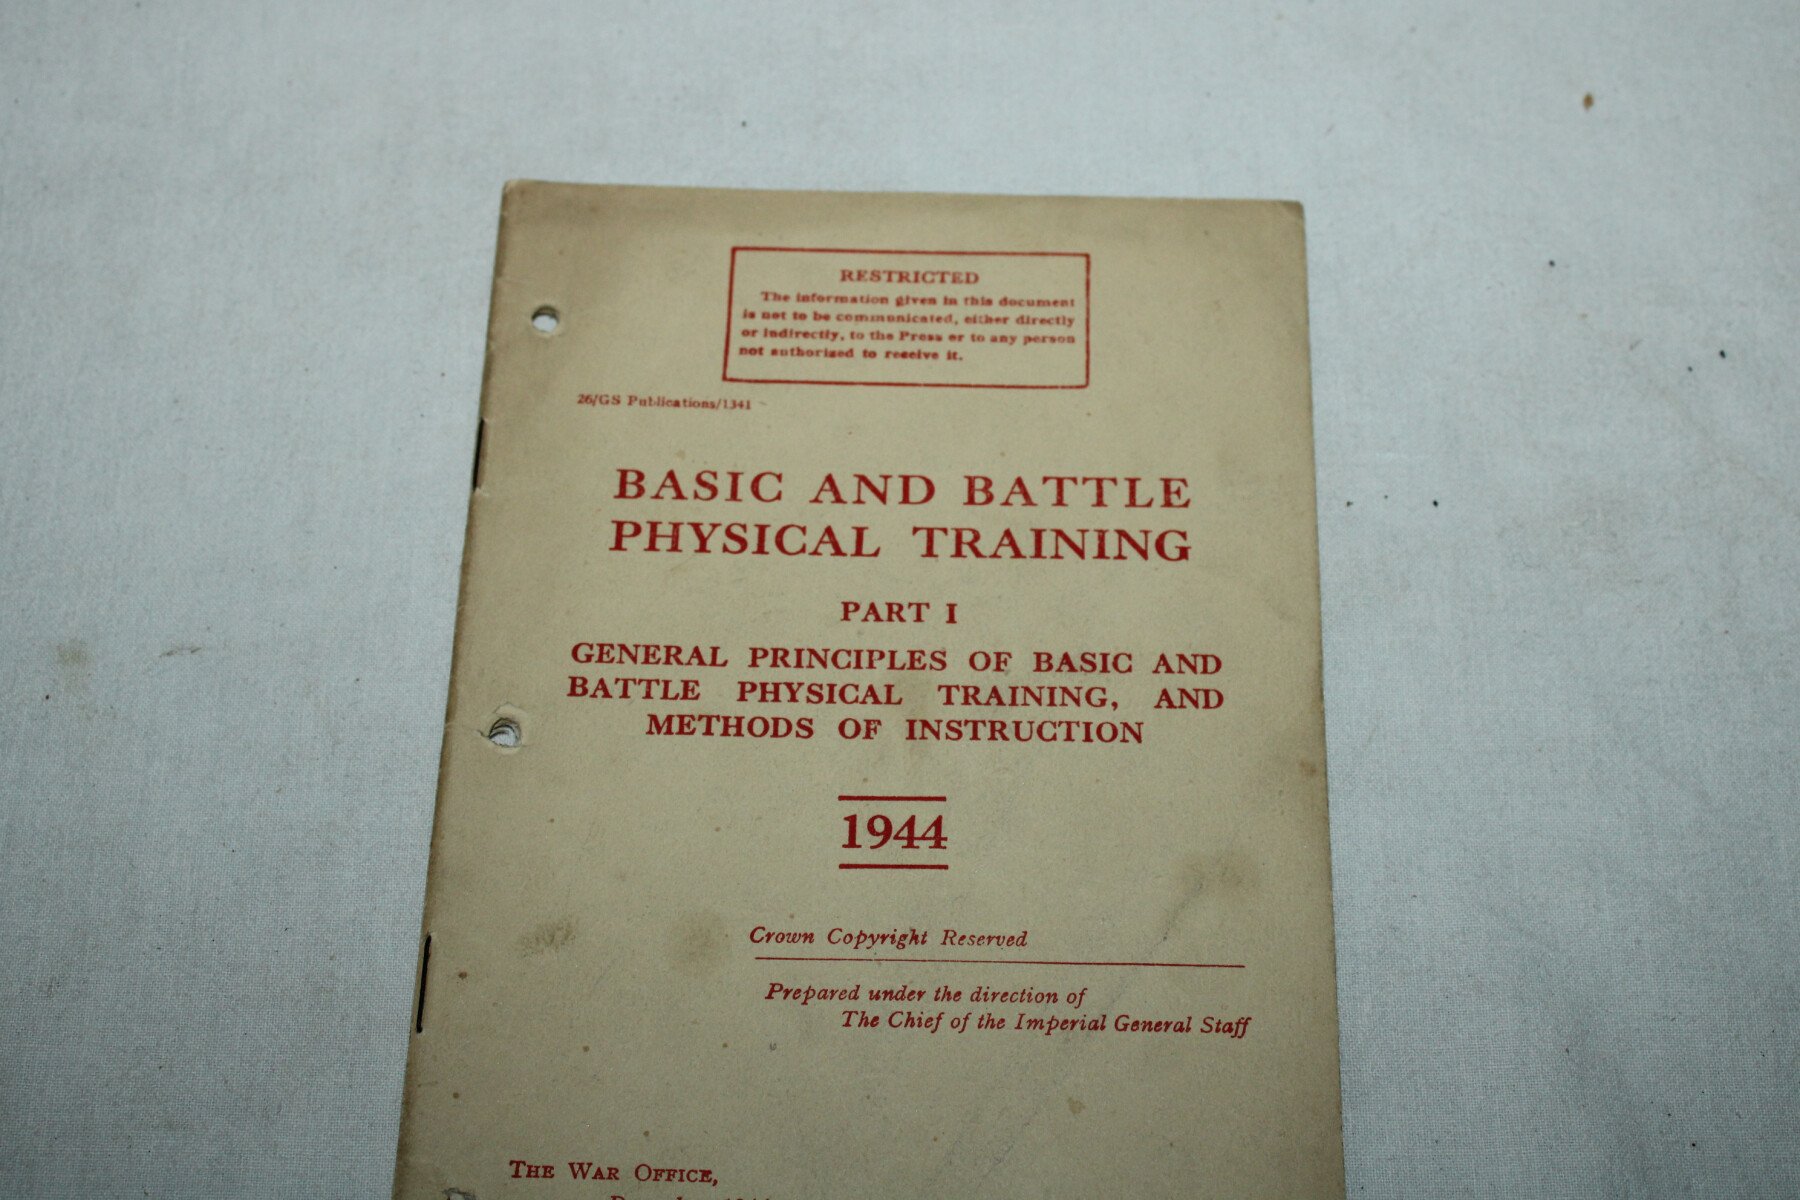 RESTRICTED
The information given in this document
is not to be communicated, either directly
or indirectly, to the Press or to any person
not authorized to receive it.
26/GS Publications/1341
BASIC AND BATTLE
PHYSICAL TRAINING
PART I
GENERAL PRINCIPLES OF BASIC AND
BATTLE PHYSICAL TRAINING, AND
METHODS OF INSTRUCTION
1944
Crown Copyright Reserved
Prepared under the direction of
The Chief of the Imperial General Staff
THE WAR OFFICE,